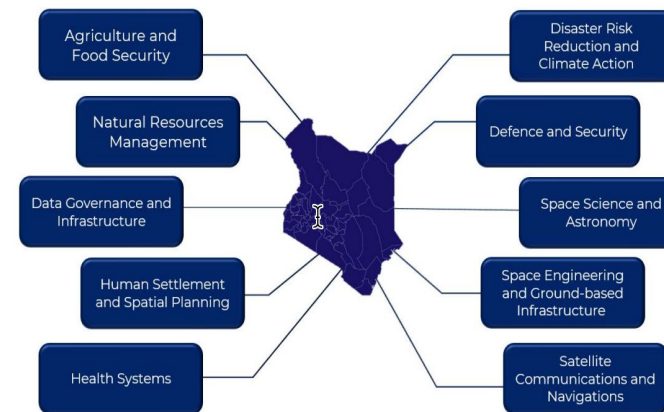 Agriculture and
Food Security
Natural Resources
Management
Data Governance and
Infrastructure
Human Settlement
and Spatial Planning
Health Systems
Disaster Risk
Reduction and
Climate Action
Defence and Security
Space Science and
Astronomy
Space Engineering
and Ground-based
Infrastructure
Satellite
Communications and
Navigations